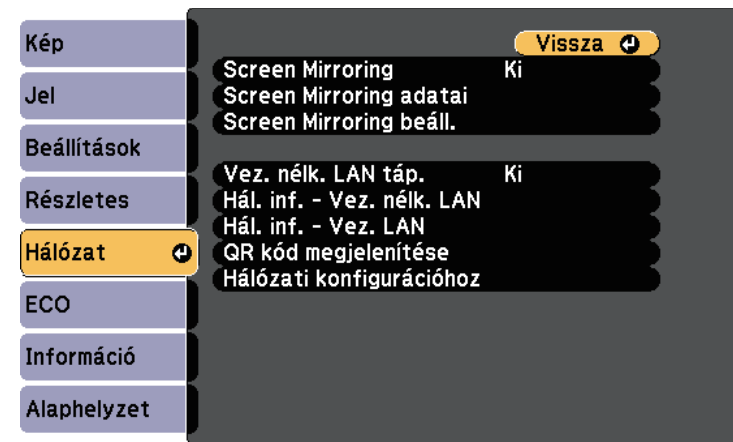 Kép
Jel
Beállítások
Részletes
Hálózat
ECO
Információ
Alaphelyzet
Vissza
Screen Mirroring Ki
Screen Mirroring adatai
Screen Mirroring beáll.
Vez. nélk. LAN táp. Ki
Hál. inf. - Vez. nélk. LAN
Hál. inf. - Vez. LAN
QR kód megjelenítése
Hálózati konfigurációhoz